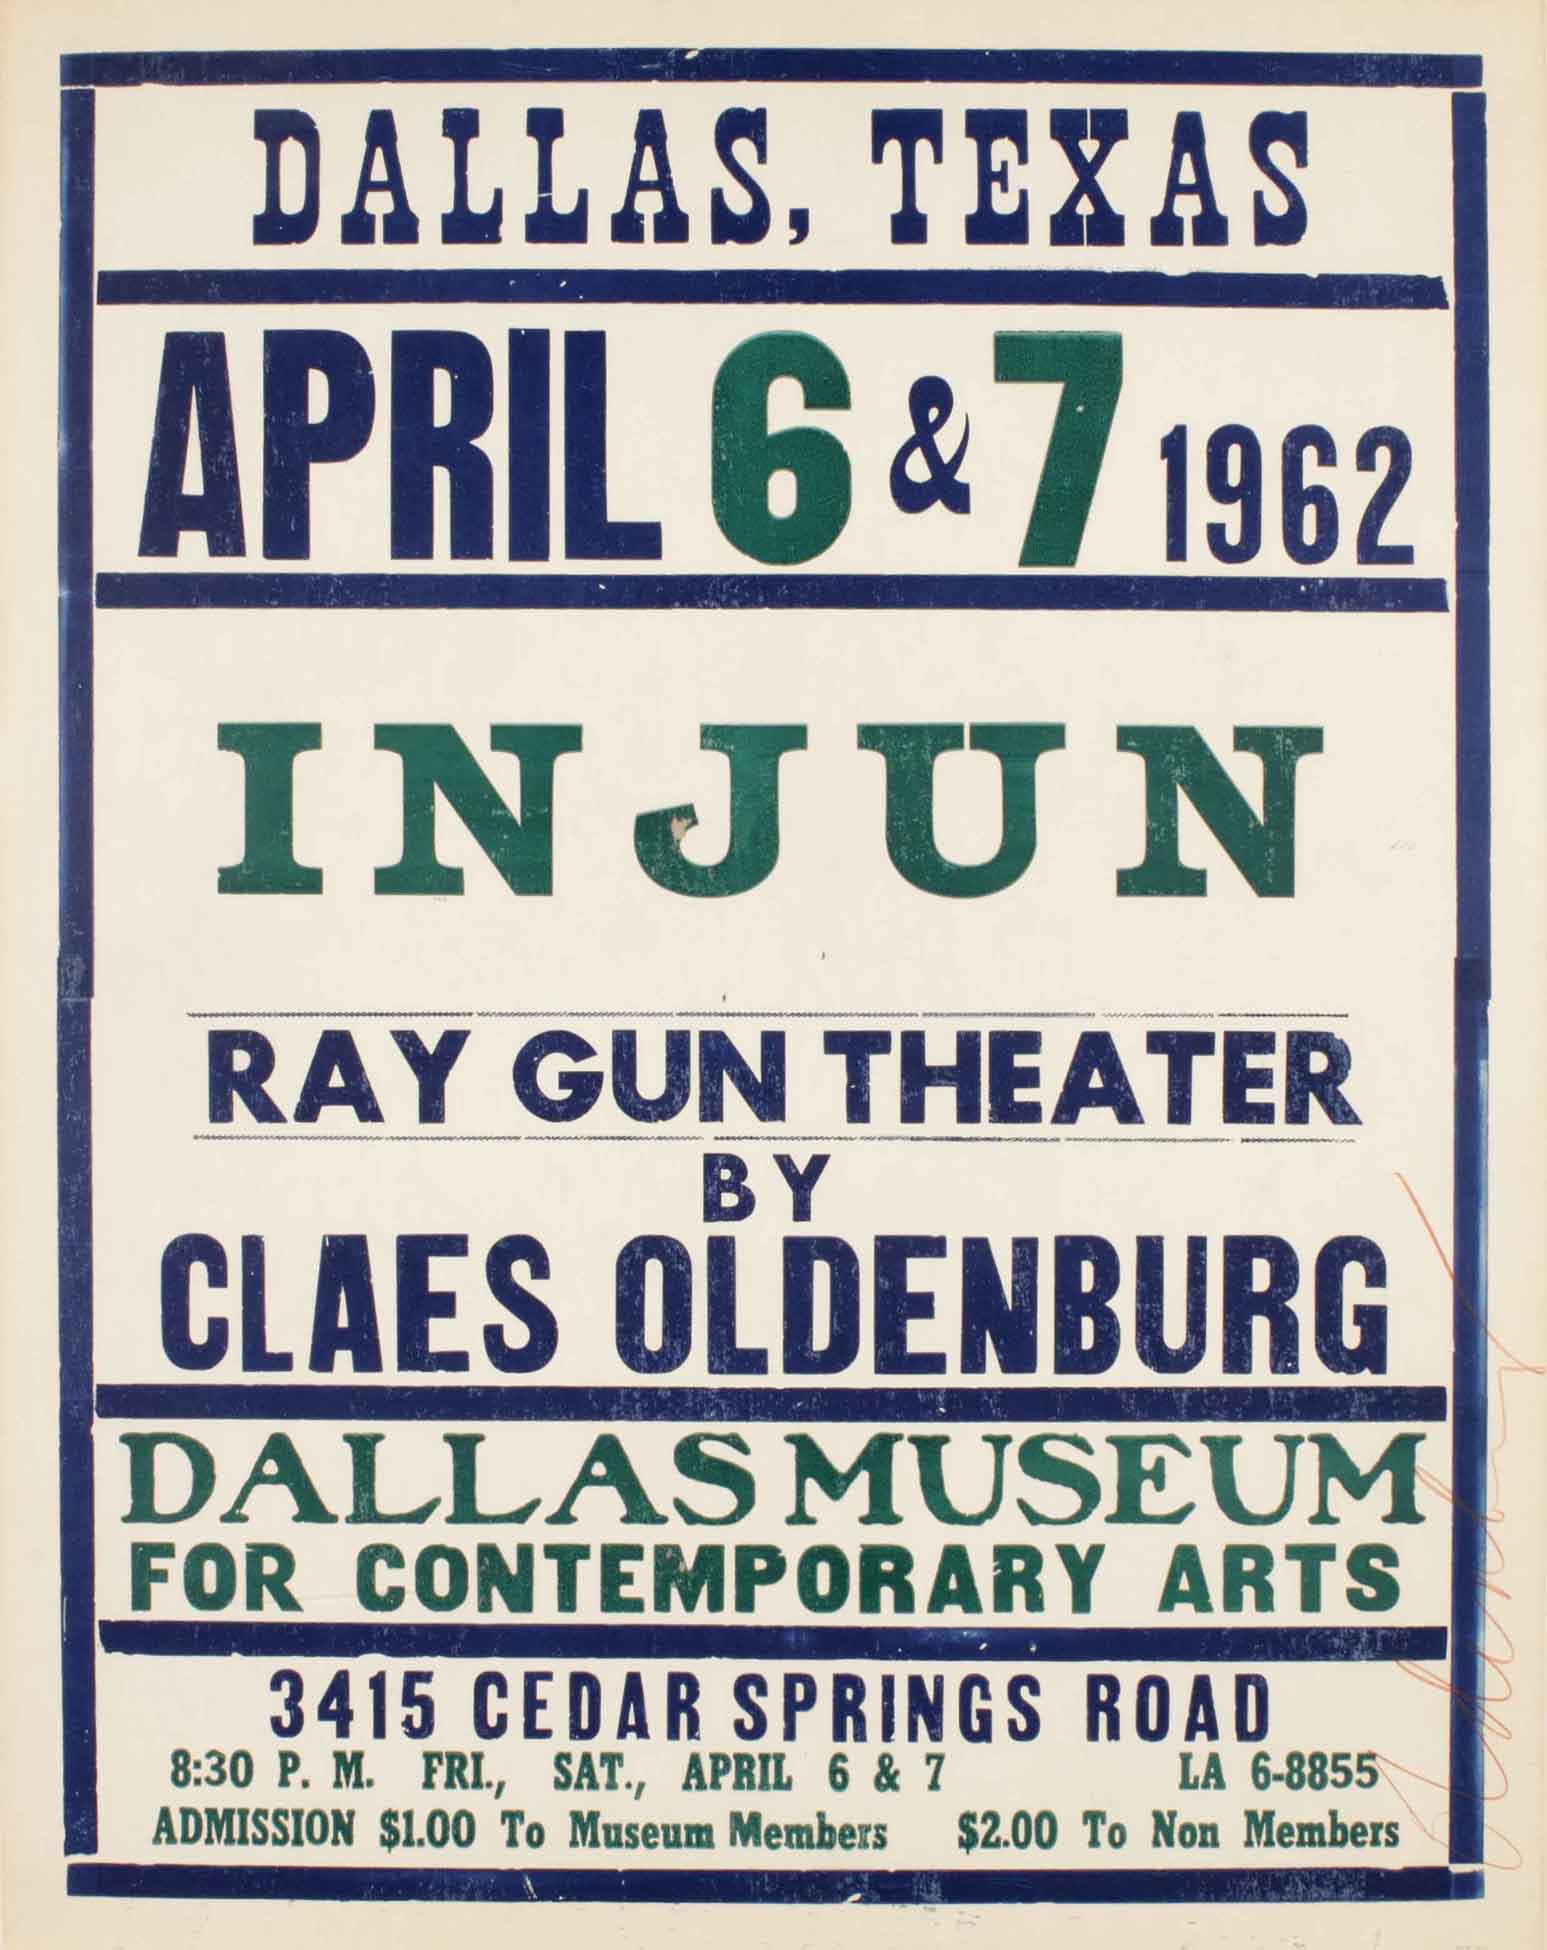 DALLAS, TEXAS
APRIL 6 & 7 1962
INJUN
RAY GUN THEATER
BY
CLAES OLDENBURG
DALLAS MUSEUM
FOR CONTEMPORARY ARTS
3415 CEDAR SPRINGS ROAD
8:30 P. M. FRI., SAT., APRIL 6 & 7 LA 6-8855
ADMISSION $1.00 To Museum Members $2.00 To Non Members
Oldenburg